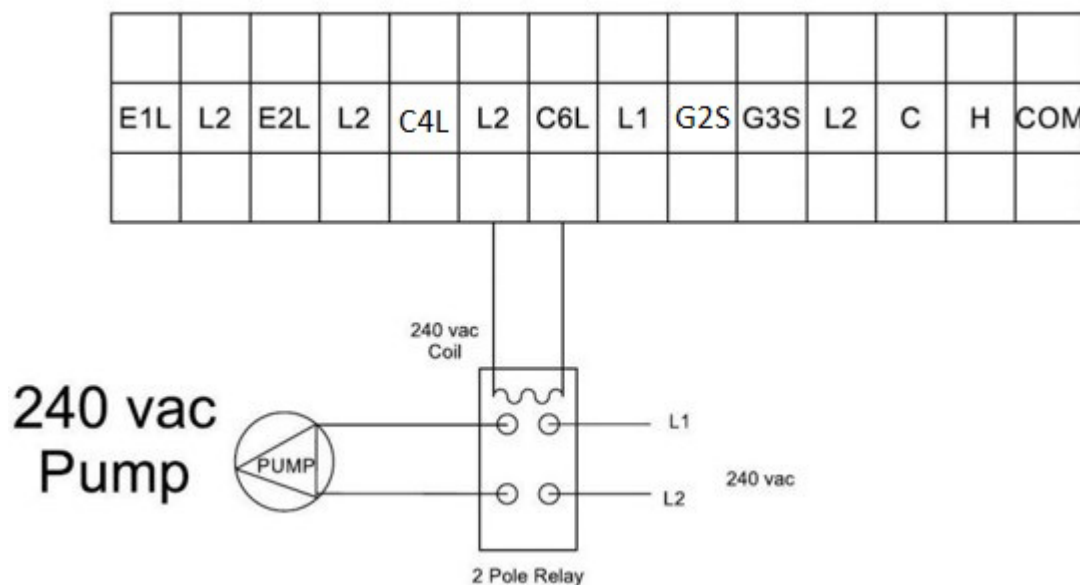 E1L L2 E2L L2 C4L L2 C6L L1 G2S G3S L2 C H COM
240 vac
Coil
240 vac
Pump
PUMP
L1
L2
240 vac
2 Pole Relay